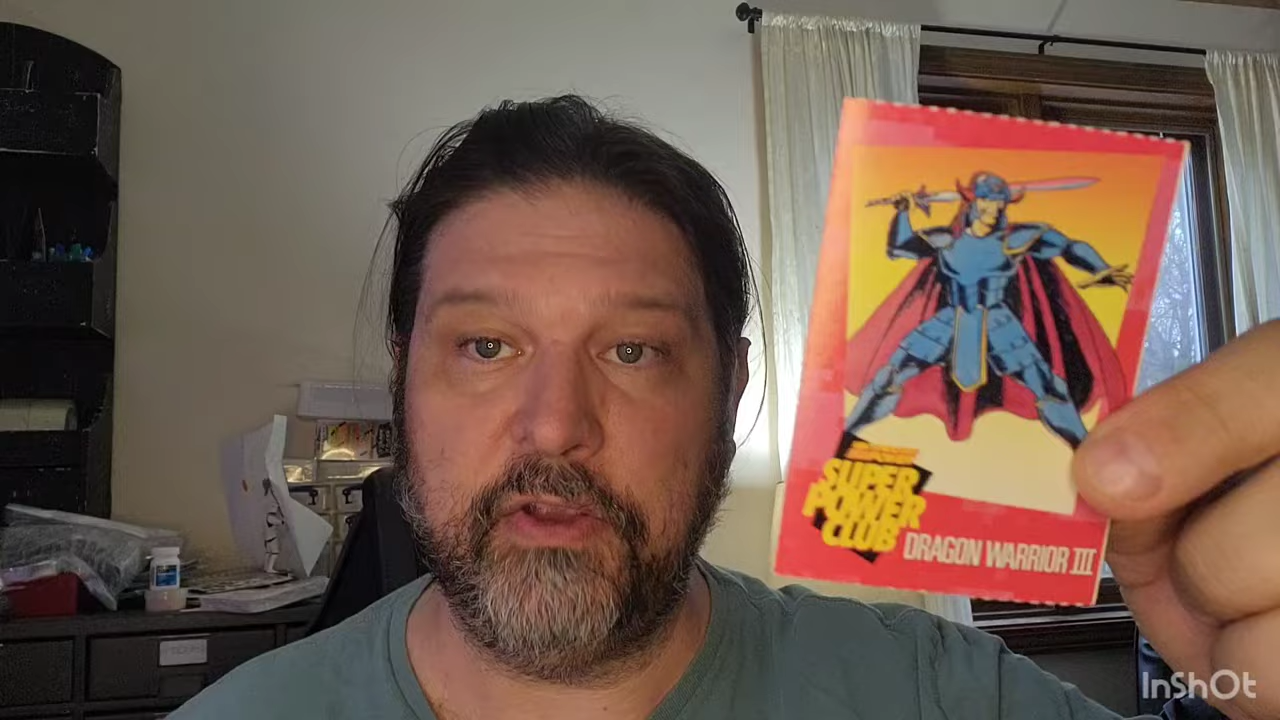 SUPER
POWER
CLUB
DRAGON WARRIOR III
InShOt